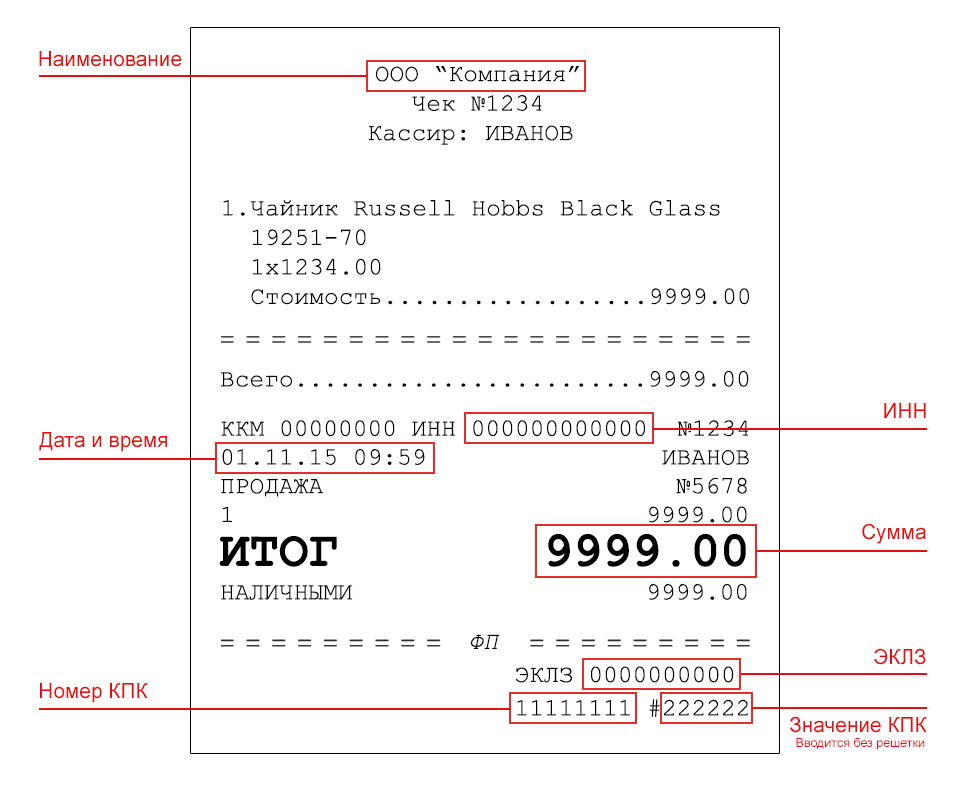 Наименование
ООО “Компания”
Чек №1234
Кассир: ИВАНОВ
1.Чайник Russell Hobbs Black Glass
19251-70
1x1234.00
Стоимость..................9999.00
= = = = = = = = = = = = = = = = = = = = =
Всего........................9999.00
ИНН
ККМ 00000000 ИНН 000000000000 №1234
Дата и время
01.11.15 09:59 ИВАНОВ
ПРОДАЖА №5678
1 9999.00
Сумма
ИТОГ 9999.00
НАЛИЧНЫМИ 9999.00
= = = = = = = = = ФП = = = = = = = = =
ЭКЛЗ
ЭКЛЗ 0000000000
Номер КПК
11111111 #222222
Значение КПК
Вводится без решетки